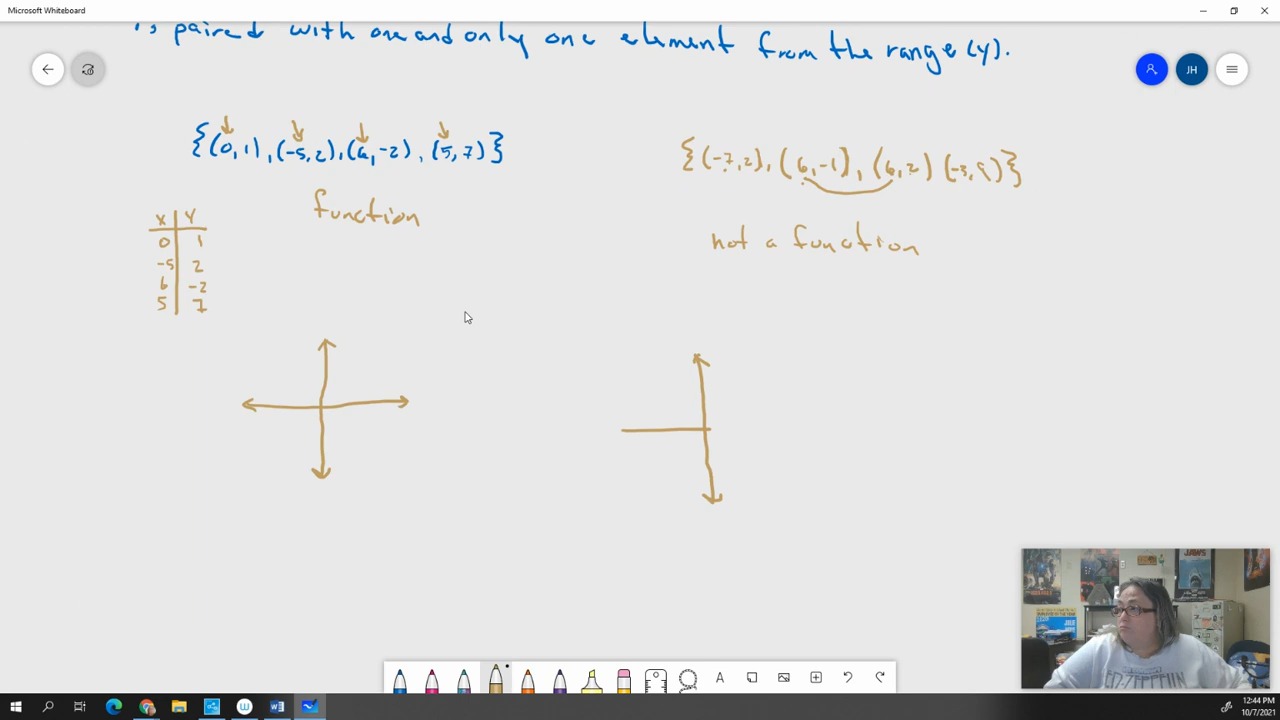 Microsoft Whiteboard
is paired with one and only one element from the range (y).
JH
{(0,1),(-5,2),(6,-2),(5,7)}
{(-7,2),(6,-1),(6,2)(-3,9)}
function
not a function
X Y
0 1
-5 2
6 -2
5 7
JAWS
A
12:44 PM
10/7/2021